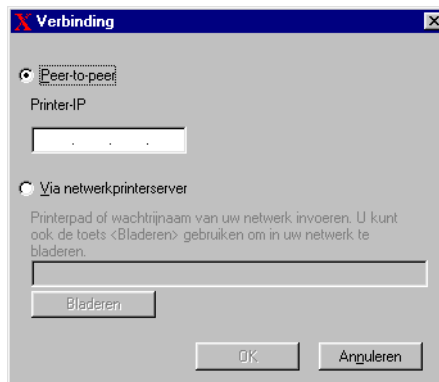 Verbinding
Peer-to-peer
Printer-IP
. . .
Via netwerkprinterserver
Printerpad of wachtrijnaam van uw netwerk invoeren. U kunt
ook de toets <Bladeren> gebruiken om in uw netwerk te
bladeren.
Bladeren
OK
Annuleren